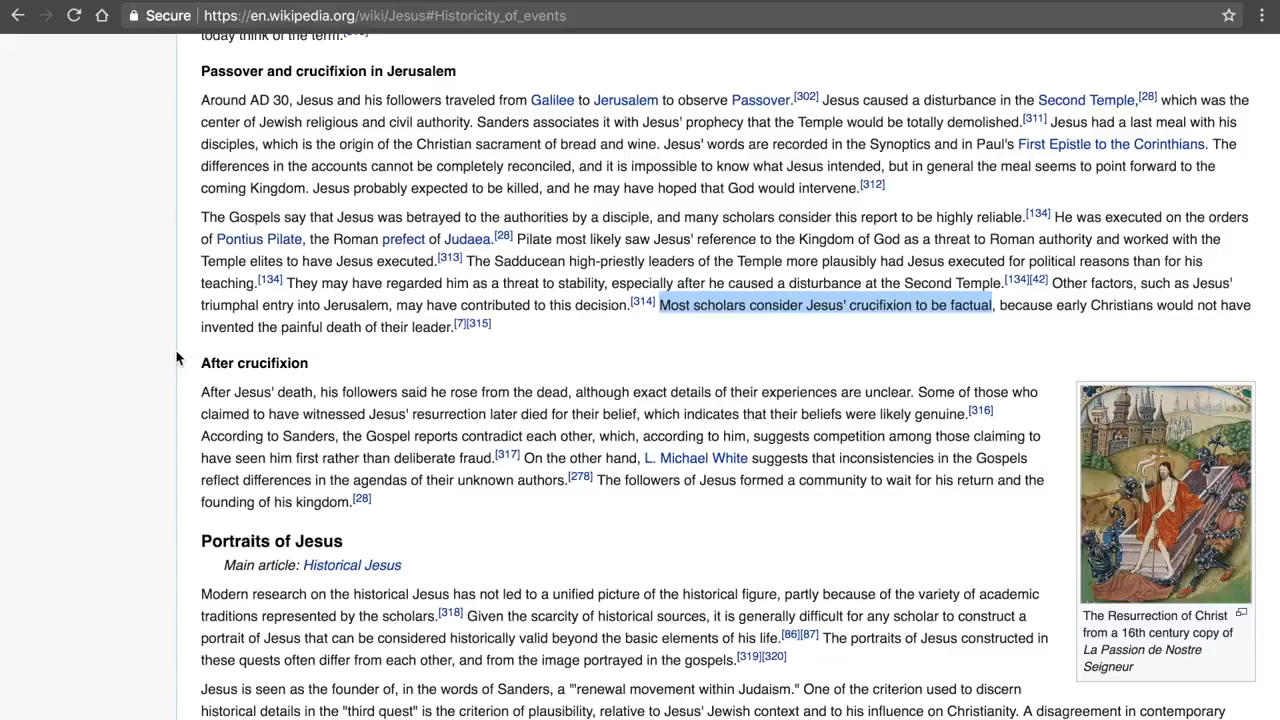 Secure https://en.wikipedia.org/wiki/Jesus#Historicity_of_events
today think of the term.
Passover and crucifixion in Jerusalem
Around AD 30, Jesus and his followers traveled from Galilee to Jerusalem to observe Passover.[302] Jesus caused a disturbance in the Second Temple,[28] which was the
center of Jewish religious and civil authority. Sanders associates it with Jesus' prophecy that the Temple would be totally demolished.[311] Jesus had a last meal with his
disciples, which is the origin of the Christian sacrament of bread and wine. Jesus' words are recorded in the Synoptics and in Paul's First Epistle to the Corinthians. The
differences in the accounts cannot be completely reconciled, and it is impossible to know what Jesus intended, but in general the meal seems to point forward to the
coming Kingdom. Jesus probably expected to be killed, and he may have hoped that God would intervene.[312]
The Gospels say that Jesus was betrayed to the authorities by a disciple, and many scholars consider this report to be highly reliable.[134] He was executed on the orders
of Pontius Pilate, the Roman prefect of Judaea.[28] Pilate most likely saw Jesus' reference to the Kingdom of God as a threat to Roman authority and worked with the
Temple elites to have Jesus executed.[313] The Sadducean high-priestly leaders of the Temple more plausibly had Jesus executed for political reasons than for his
teaching.[134] They may have regarded him as a threat to stability, especially after he caused a disturbance at the Second Temple.[134][42] Other factors, such as Jesus'
triumphal entry into Jerusalem, may have contributed to this decision.[314] Most scholars consider Jesus' crucifixion to be factual, because early Christians would not have
invented the painful death of their leader.[7][315]
After crucifixion
After Jesus' death, his followers said he rose from the dead, although exact details of their experiences are unclear. Some of those who
claimed to have witnessed Jesus' resurrection later died for their belief, which indicates that their beliefs were likely genuine.[316]
According to Sanders, the Gospel reports contradict each other, which, according to him, suggests competition among those claiming to
have seen him first rather than deliberate fraud.[317] On the other hand, L. Michael White suggests that inconsistencies in the Gospels
reflect differences in the agendas of their unknown authors.[278] The followers of Jesus formed a community to wait for his return and the
founding of his kingdom.[28]
The Resurrection of Christ
from a 16th century copy of
La Passion de Nostre
Seigneur
Portraits of Jesus
Main article: Historical Jesus
Modern research on the historical Jesus has not led to a unified picture of the historical figure, partly because of the variety of academic
traditions represented by the scholars.[318] Given the scarcity of historical sources, it is generally difficult for any scholar to construct a
portrait of Jesus that can be considered historically valid beyond the basic elements of his life.[86][87] The portraits of Jesus constructed in
these quests often differ from each other, and from the image portrayed in the gospels.[319][320]
Jesus is seen as the founder of, in the words of Sanders, a "'renewal movement within Judaism." One of the criterion used to discern
historical details in the "third quest" is the criterion of plausibility, relative to Jesus' Jewish context and to his influence on Christianity. A disagreement in contemporary